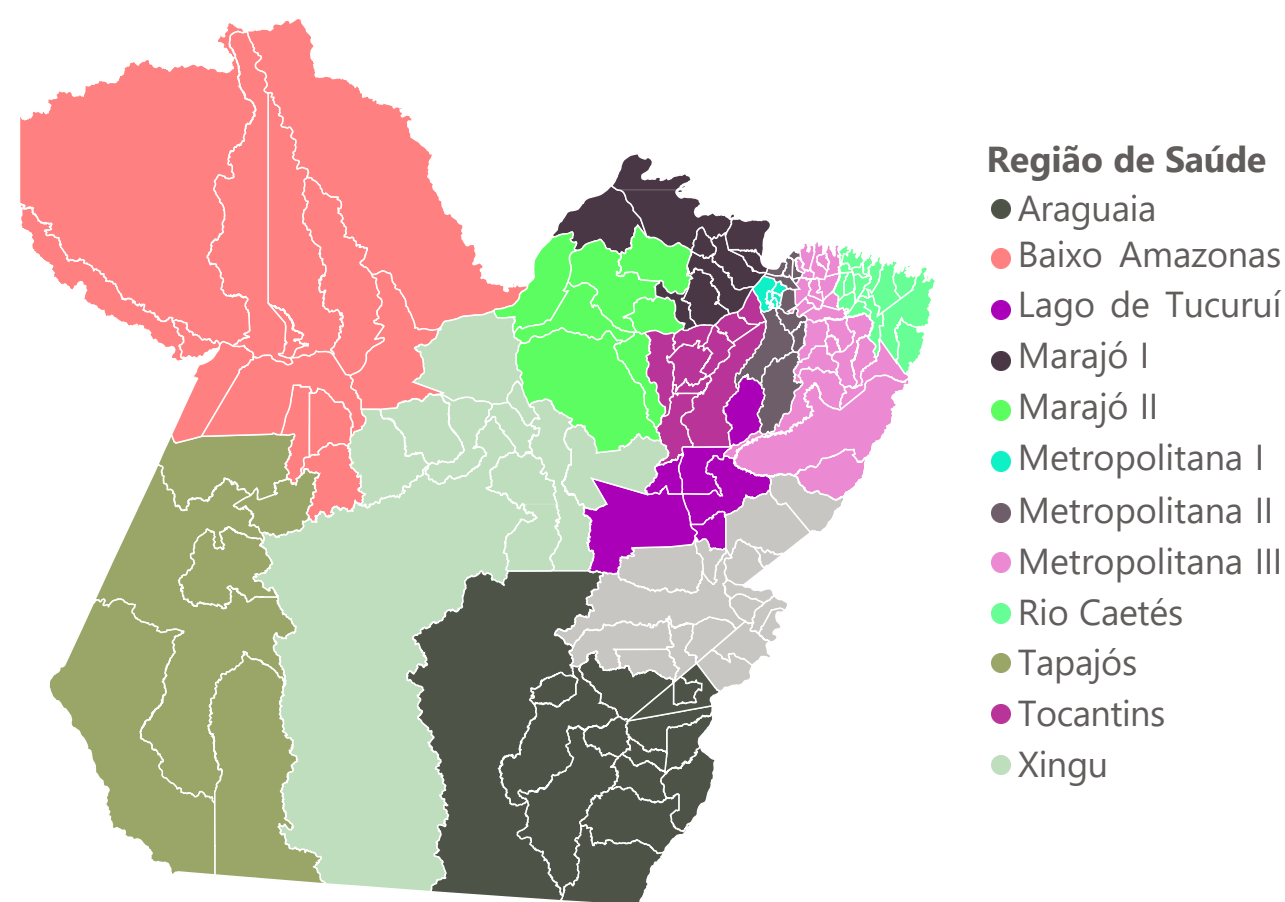 Região de Saúde
Araguaia
Baixo Amazonas
Lago de Tucuruí
Marajó I
Marajó II
Metropolitana I
Metropolitana II
Metropolitana III
Rio Caetés
Tapajós
Tocantins
Xingu